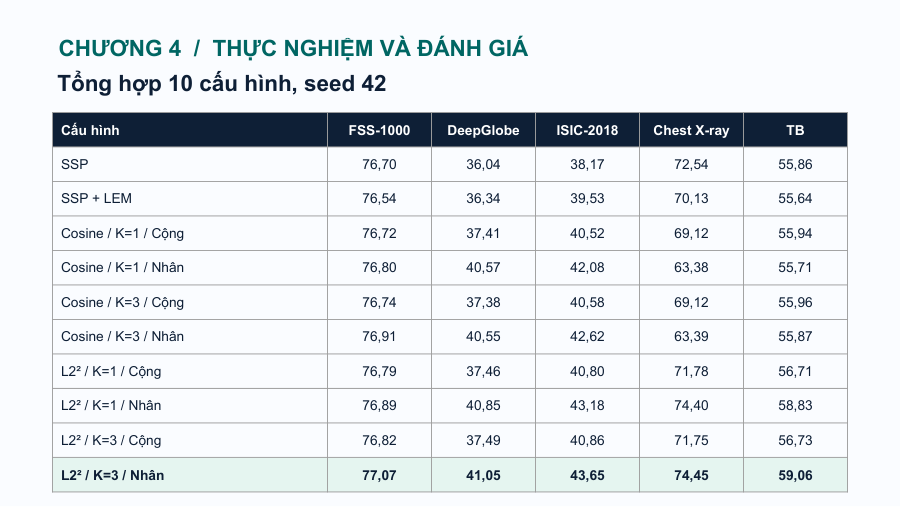 CHƯƠNG 4 / THỰC NGHIỆM VÀ ĐÁNH GIÁ
Tổng hợp 10 cấu hình, seed 42
Cấu hình FSS-1000 DeepGlobe ISIC-2018 Chest X-ray TB
SSP 76,70 36,04 38,17 72,54 55,86
SSP + LEM 76,54 36,34 39,53 70,13 55,64
Cosine / K=1 / Cộng 76,72 37,41 40,52 69,12 55,94
Cosine / K=1 / Nhân 76,80 40,57 42,08 63,38 55,71
Cosine / K=3 / Cộng 76,74 37,38 40,58 69,12 55,96
Cosine / K=3 / Nhân 76,91 40,55 42,62 63,39 55,87
L2² / K=1 / Cộng 76,79 37,46 40,80 71,78 56,71
L2² / K=1 / Nhân 76,89 40,85 43,18 74,40 58,83
L2² / K=3 / Cộng 76,82 37,49 40,86 71,75 56,73
L2² / K=3 / Nhân 77,07 41,05 43,65 74,45 59,06